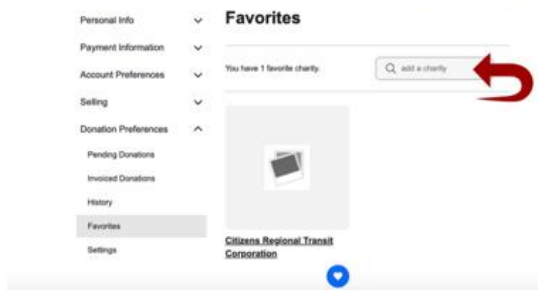 Personal Info
Payment Information
Account Preferences
Selling
Donation Preferences
Pending Donations
Invoiced Donations
History
Favorites
Settings
Favorites
You have 1 favorite charity.
add a charity
Citizens Regional Transit
Corporation